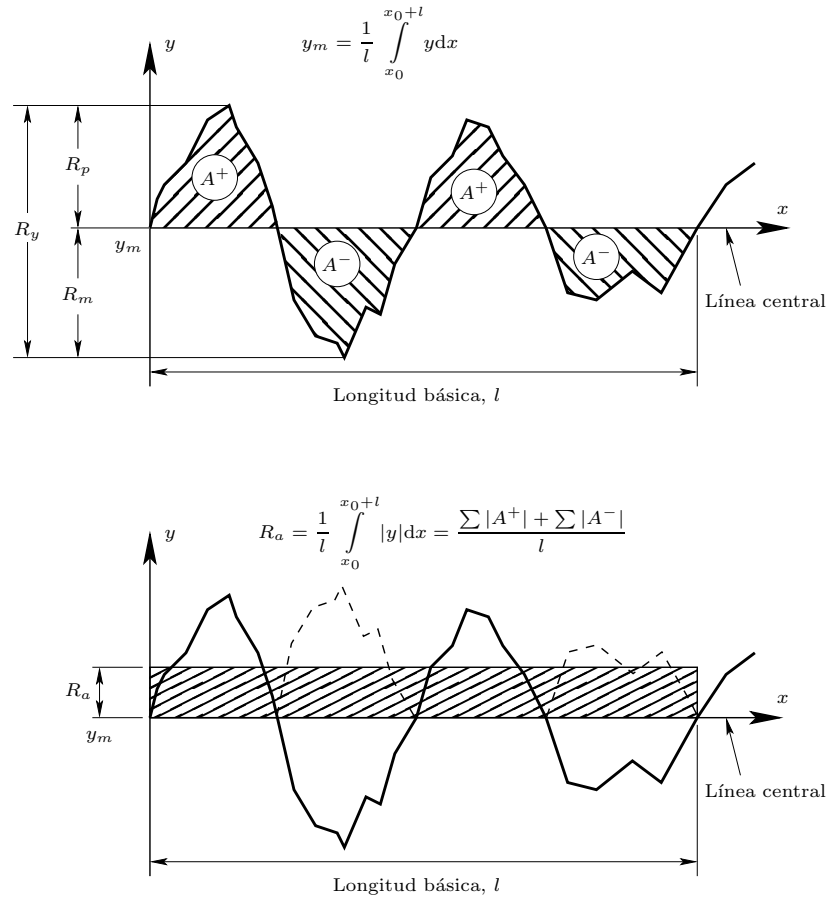 y
y_m = \frac{1}{l} \int_{x_0}^{x_0+l} y dx
R_p
A^+
A^+
R_y
y_m
x
A^-
A^-
R_m
Línea central
Longitud básica, l
y
R_a = \frac{1}{l} \int_{x_0}^{x_0+l} |y| dx = \frac{\sum |A^+| + \sum |A^-|}{l}
R_a
x
y_m
Línea central
Longitud básica, l